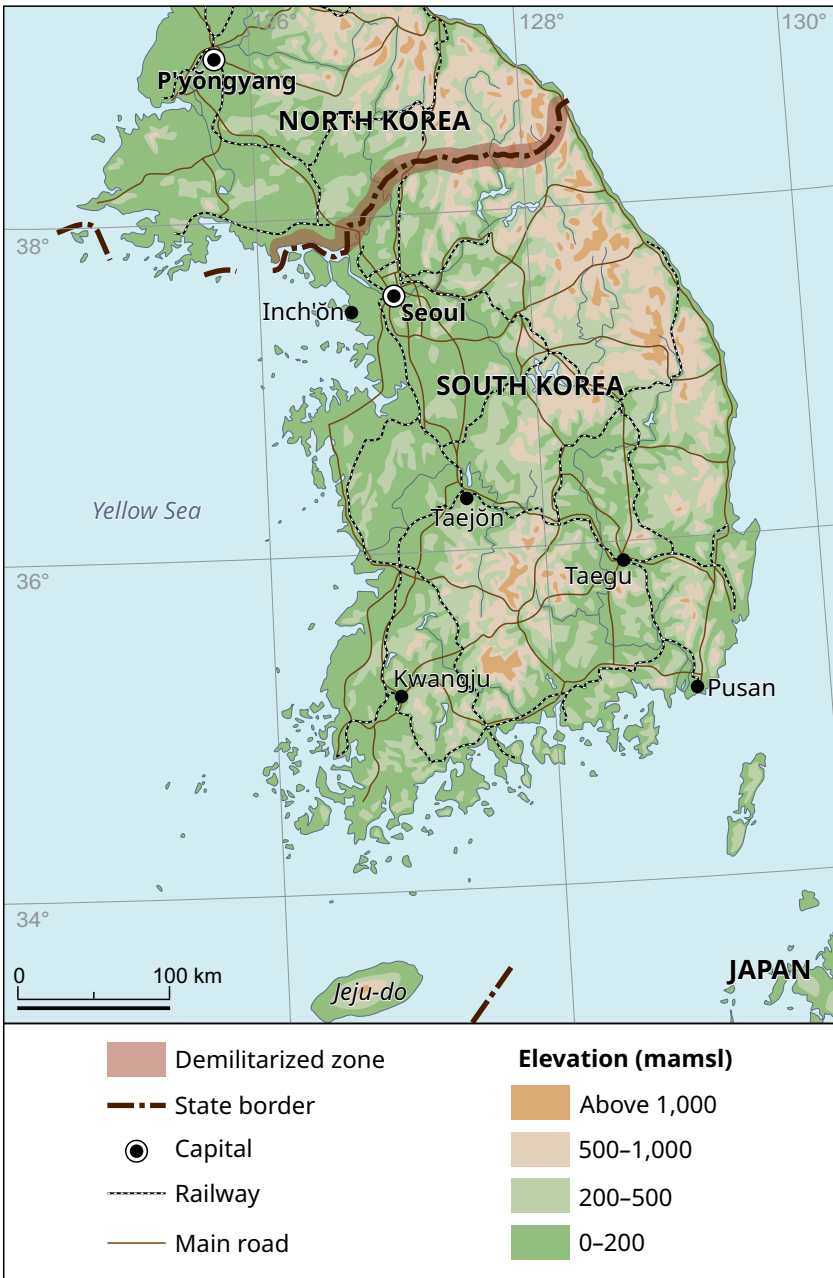 126°
128°
130°
P'yŏngyang
NORTH KOREA
38°
Inch'ŏn
Seoul
SOUTH KOREA
Yellow Sea
Taejŏn
Taegu
36°
Kwangju
Pusan
34°
JAPAN
0
100 km
Jeju-do
Demilitarized zone
State border
Capital
Railway
Main road
Elevation (mamsl)
Above 1,000
500–1,000
200–500
0–200